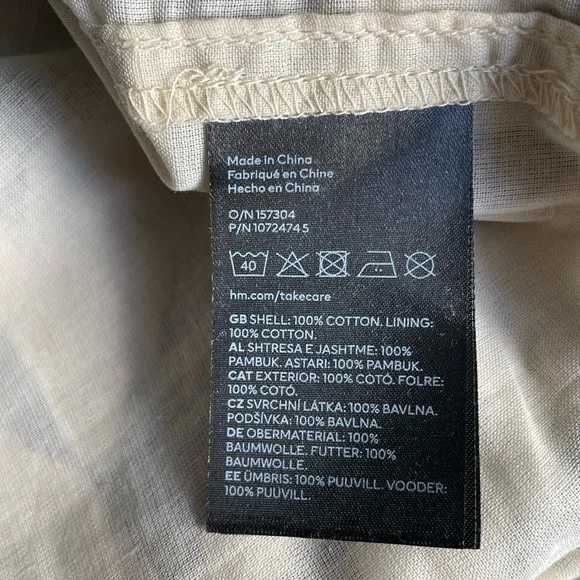 Made in China
Fabriqué en Chine
Hecho en China
O/N 157304
P/N 1072474 5
40
hm.com/takecare
GB SHELL: 100% COTTON. LINING:
100% COTTON.
AL SHTRESA E JASHTME: 100%
PAMBUK. ASTARI: 100% PAMBUK.
CAT EXTERIOR: 100% COTÓ. FOLRE:
100% COTÓ.
CZ SVRCHNÍ LÁTKA: 100% BAVLNA.
PODŠÍVKA: 100% BAVLNA.
DE OBERMATERIAL: 100%
BAUMWOLLE. FUTTER: 100%
BAUMWOLLE.
EE ÜMBRIS: 100% PUUVILL. VOODER:
100% PUUVILL.